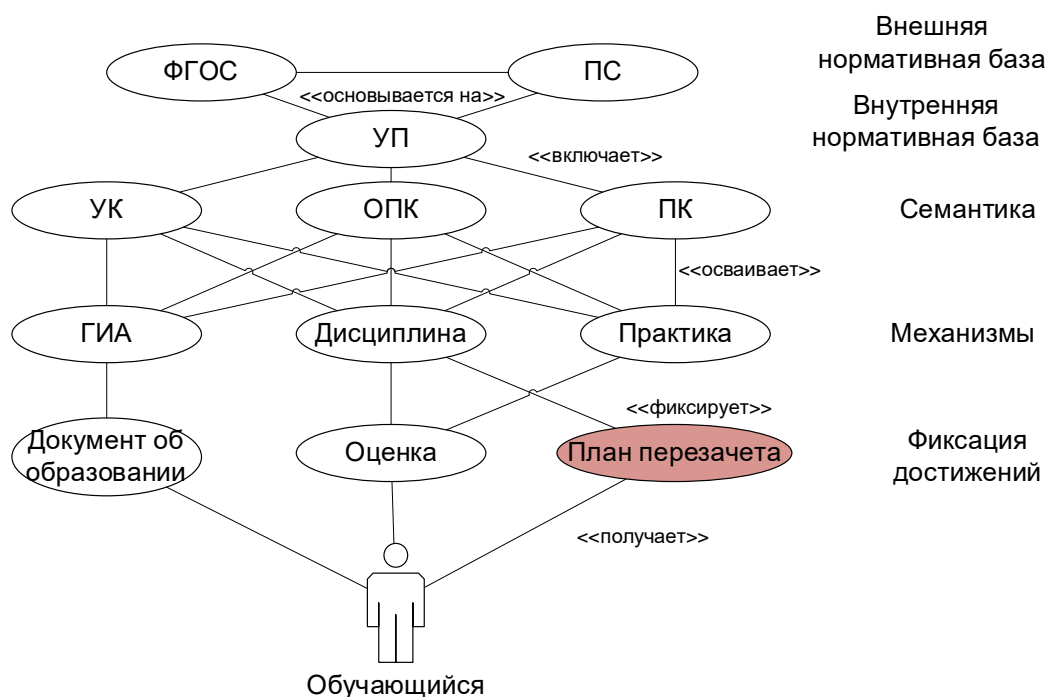 Внешняя
нормативная база
ФГОС
ПС
<<основывается на>>
Внутренняя
нормативная база
УП
<<включает>>
УК
ОПК
ПК
Семантика
<<осваивает>>
ГИА
Дисциплина
Практика
Механизмы
<<фиксирует>>
Документ об
образовании
Оценка
План перезачета
Фиксация
достижений
<<получает>>
Обучающийся